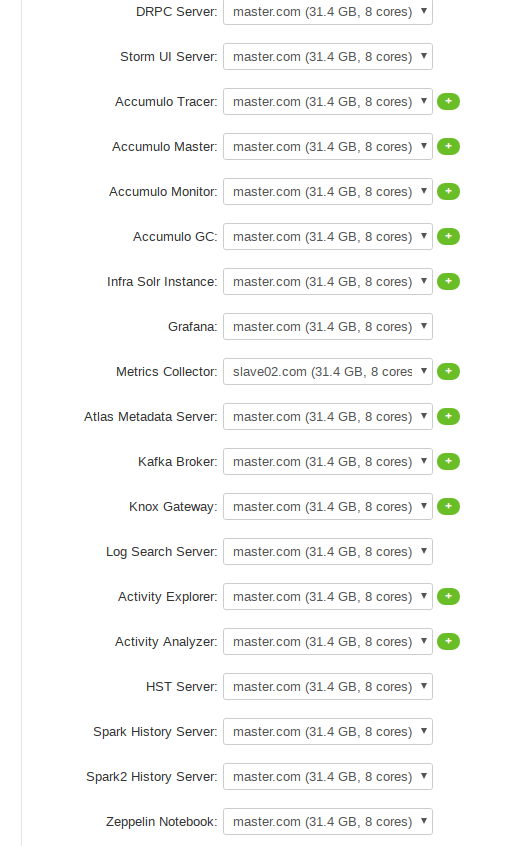 DRPC Server: master.com (31.4 GB, 8 cores)
Storm UI Server: master.com (31.4 GB, 8 cores)
Accumulo Tracer: master.com (31.4 GB, 8 cores) +
Accumulo Master: master.com (31.4 GB, 8 cores) +
Accumulo Monitor: master.com (31.4 GB, 8 cores) +
Accumulo GC: master.com (31.4 GB, 8 cores) +
Infra Solr Instance: master.com (31.4 GB, 8 cores) +
Grafana: master.com (31.4 GB, 8 cores)
Metrics Collector: slave02.com (31.4 GB, 8 cores +
Atlas Metadata Server: master.com (31.4 GB, 8 cores) +
Kafka Broker: master.com (31.4 GB, 8 cores) +
Knox Gateway: master.com (31.4 GB, 8 cores) +
Log Search Server: master.com (31.4 GB, 8 cores)
Activity Explorer: master.com (31.4 GB, 8 cores) +
Activity Analyzer: master.com (31.4 GB, 8 cores) +
HST Server: master.com (31.4 GB, 8 cores)
Spark History Server: master.com (31.4 GB, 8 cores)
Spark2 History Server: master.com (31.4 GB, 8 cores)
Zeppelin Notebook: master.com (31.4 GB, 8 cores)